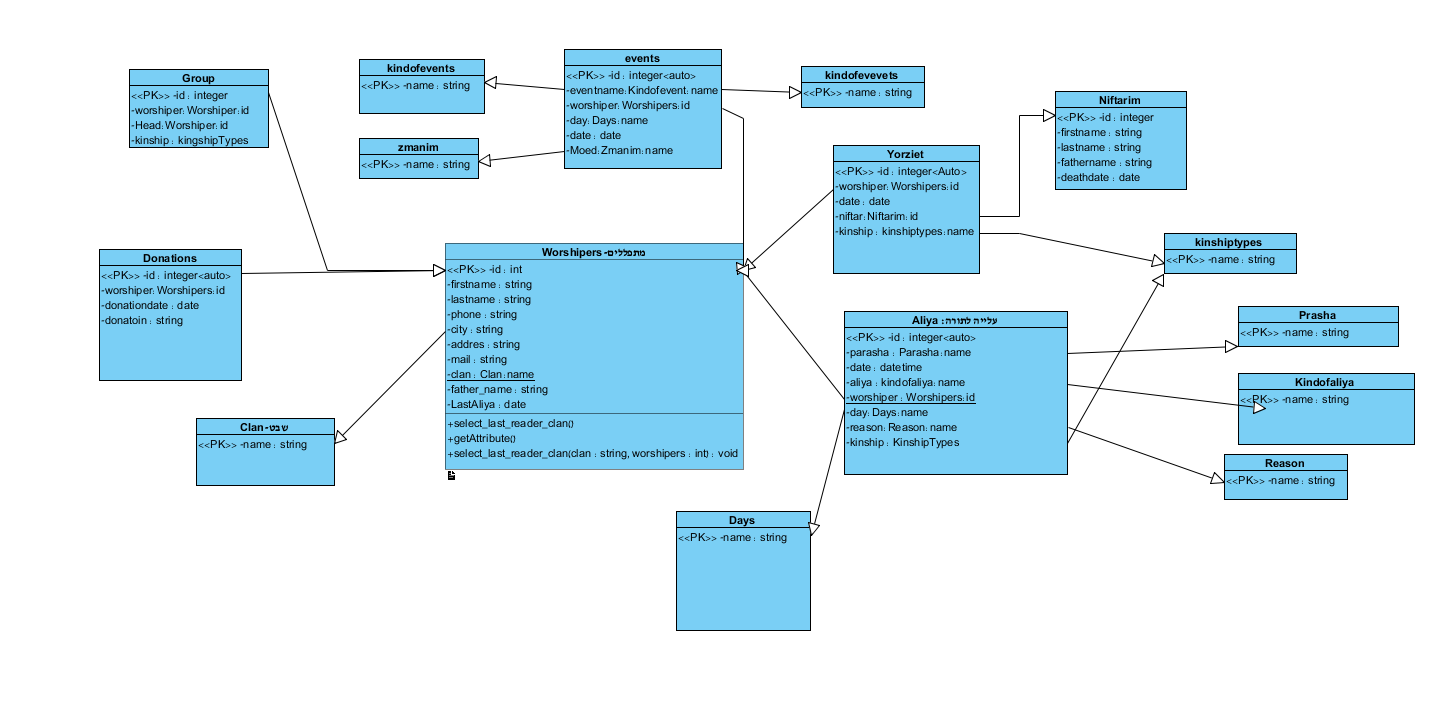 Group
<<PK>> -id : integer
-worshiper: Worshiper:id
-Head:Worshiper:id
-kinship : kingshipTypes
kindofevents
<<PK>> -name : string
zmanim
<<PK>> -name : string
events
<<PK>> -id : integer<auto>
-eventname:Kindofevent:name
-worshiper:Worshipers:id
-day:Days:name
-date : date
-Moed:Zmanim:name
kindofevevets
<<PK>> -name : string
Niftarim
<<PK>> -id : integer
-firstname : string
-lastname : string
-fathername : string
-deathdate : date
Yorziet
<<PK>> -id : integer<Auto>
-worshiper:Worshipers:id
-date : date
-niftar:Niftarim:id
-kinship : kinshiptypes:name
kinshiptypes
<<PK>> -name : string
Donations
<<PK>> -id : integer<auto>
-worshiper:Worshipers:id
-donationdate : date
-donatoin : string
Worshipers-מתפללים
<<PK>> -id : int
-firstname : string
-lastname : string
-phone : string
-city : string
-addres : string
-mail : string
-clan : Clan:name
-father_name : string
-LastAliya : date
+select_last_reader_clan()
+getAttribute()
+select_last_reader_clan(clan : string, worshipers : int) : void
Clan-שבט
<<PK>> -name : string
Aliya :עלייה לתורה
<<PK>> -id : integer<auto>
-parasha : Parasha:name
-date : datetime
-aliya : kindofaliya:name
-worshiper : Worshipers:id
-day:Days:name
-reason:Reason:name
-kinship : KinshipTypes
Prasha
<<PK>> -name : string
Kindofaliya
<<PK>> -name : string
Reason
<<PK>> -name : string
Days
<<PK>> -name : string